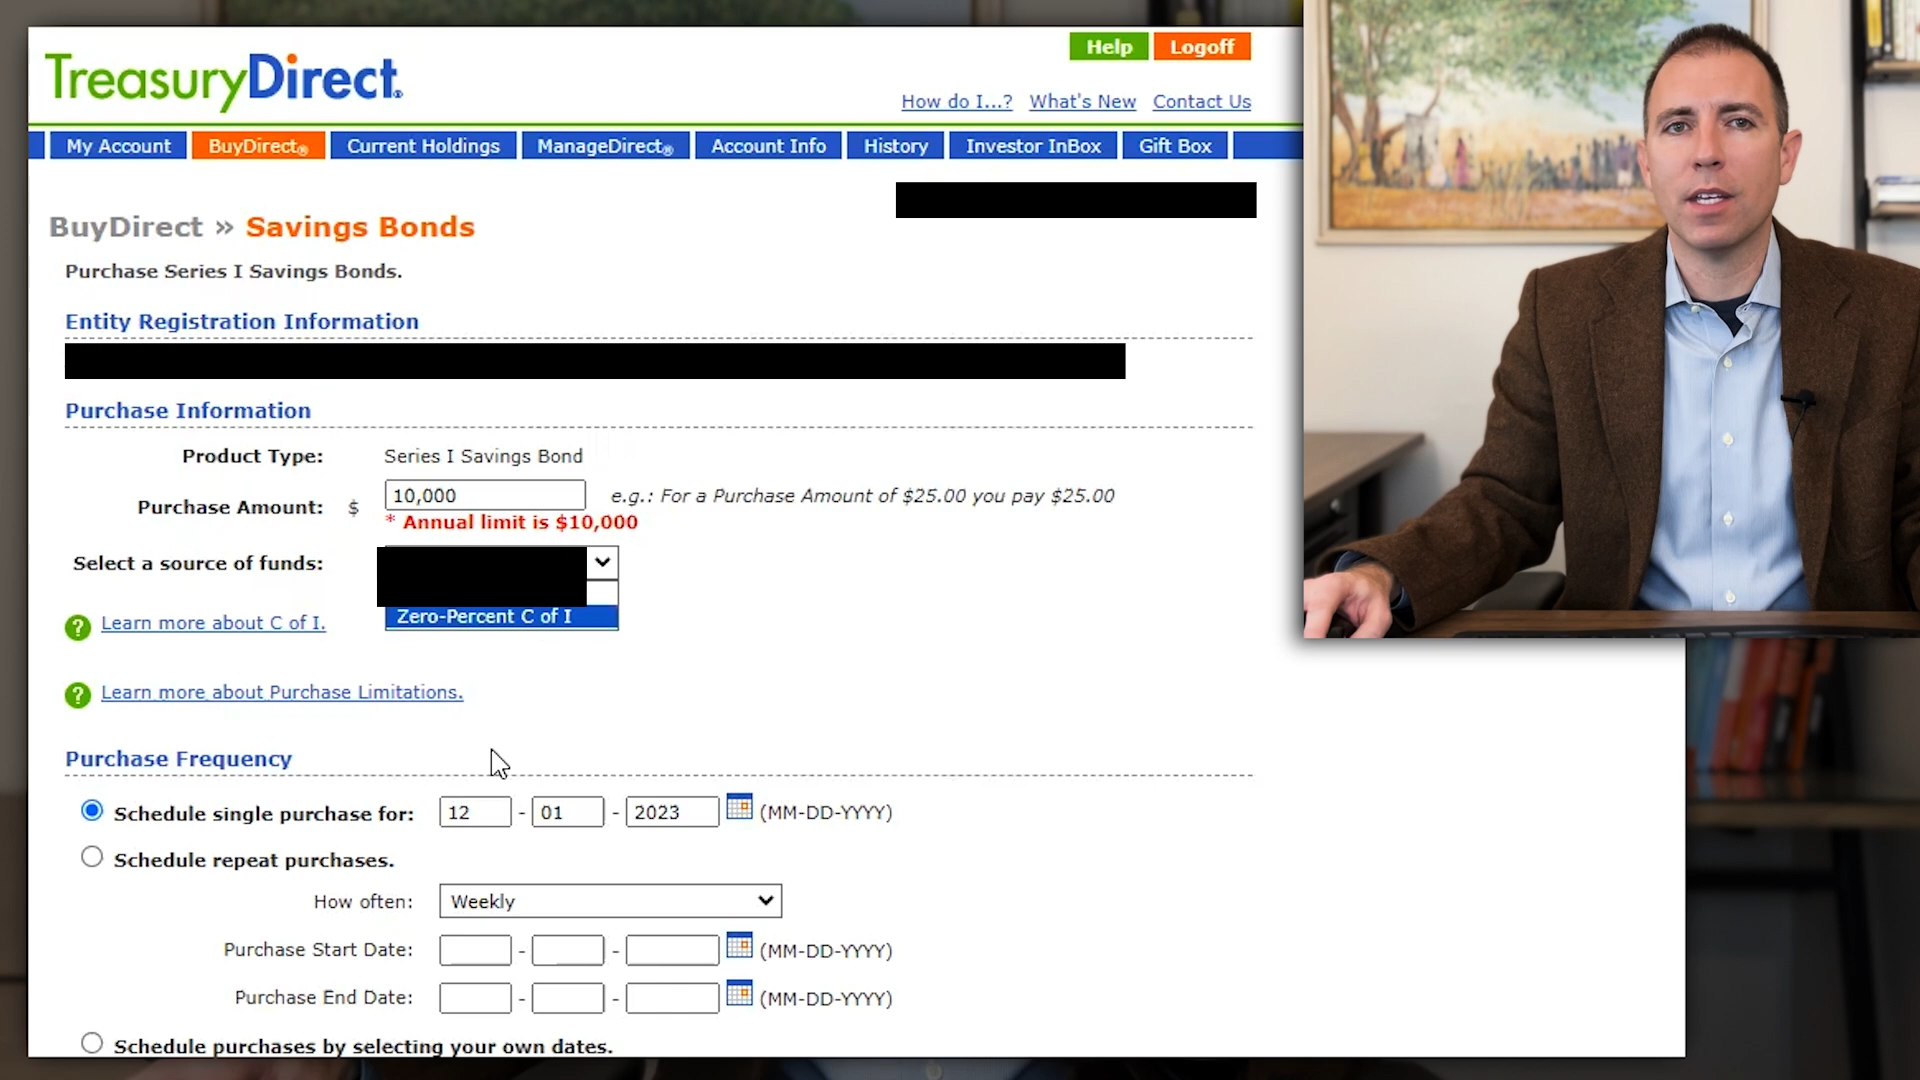 TreasuryDirect®
Help Logoff
How do I...? What's New Contact Us
My Account BuyDirect® Current Holdings ManageDirect® Account Info History Investor InBox Gift Box
BuyDirect » Savings Bonds
Purchase Series I Savings Bonds.
Entity Registration Information
Purchase Information
Product Type: Series I Savings Bond
Purchase Amount: $ 10,000 e.g.: For a Purchase Amount of $25.00 you pay $25.00
* Annual limit is $10,000
Select a source of funds:
Zero-Percent C of I
? Learn more about C of I.
? Learn more about Purchase Limitations.
Purchase Frequency
Schedule single purchase for: 12 - 01 - 2023 (MM-DD-YYYY)
Schedule repeat purchases.
How often: Weekly
Purchase Start Date: - - (MM-DD-YYYY)
Purchase End Date: - - (MM-DD-YYYY)
Schedule purchases by selecting your own dates.